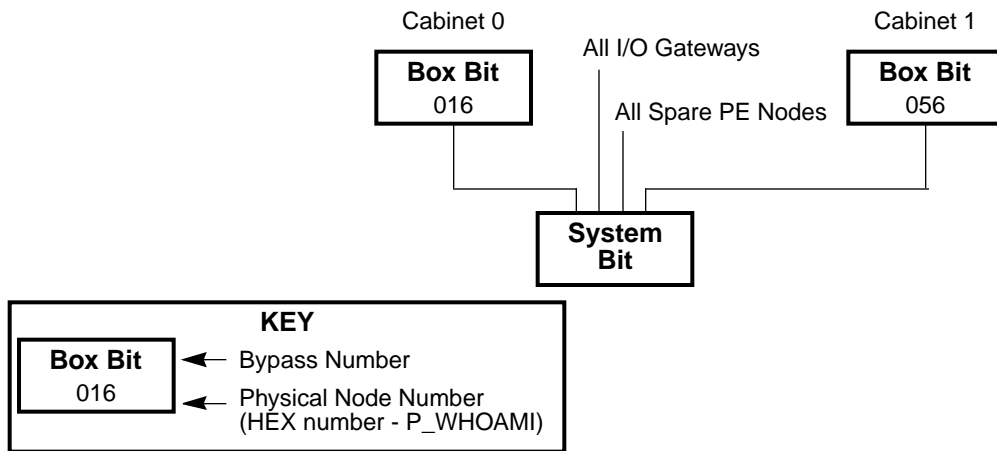 Cabinet 0
Cabinet 1
All I/O Gateways
Box Bit
016
Box Bit
056
All Spare PE Nodes
System
Bit
KEY
Box Bit
016
Bypass Number
Physical Node Number
(HEX number - P_WHOAMI)